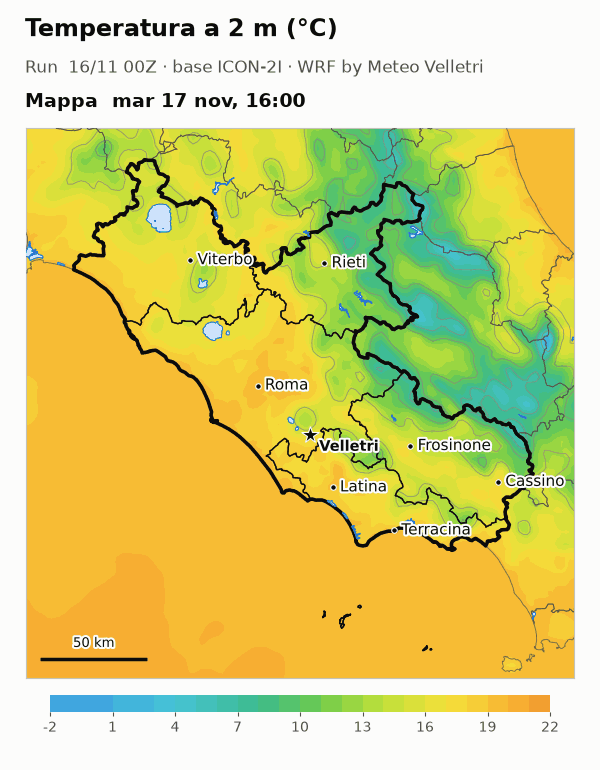 Temperatura a 2 m (°C)
Run  16/11 00Z · base ICON-2I · WRF by Meteo Velletri
Mappa  mar 17 nov, 16:00
Viterbo
Rieti
Roma
Velletri
Frosinone
Latina
Cassino
Terracina
50 km
-2 1 4 7 10 13 16 19 22